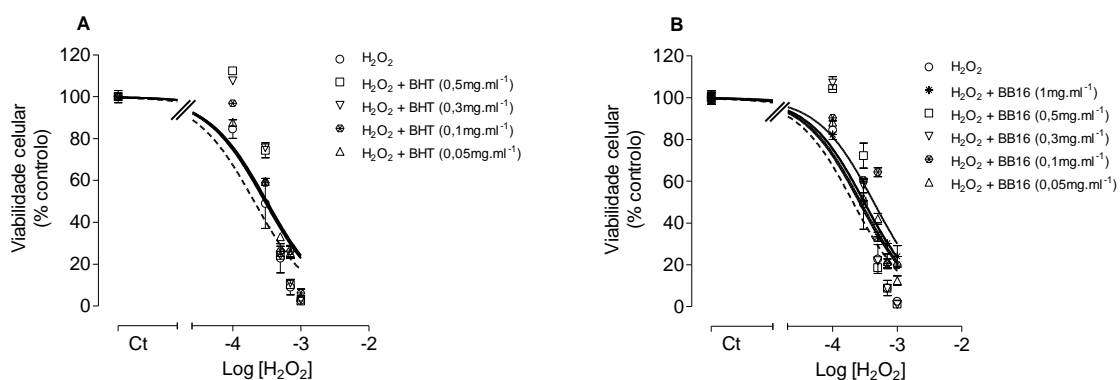 A
Viabilidade celular
(% controlo)
120
100
80
60
40
20
0
Ct
-4
-3
-2
Log [H₂O₂]
H₂O₂
H₂O₂ + BHT (0,5mg.ml⁻¹)
H₂O₂ + BHT (0,3mg.ml⁻¹)
H₂O₂ + BHT (0,1mg.ml⁻¹)
H₂O₂ + BHT (0,05mg.ml⁻¹)
B
Viabilidade celular
(% controlo)
120
100
80
60
40
20
0
Ct
-4
-3
-2
Log [H₂O₂]
H₂O₂
H₂O₂ + BB16 (1mg.ml⁻¹)
H₂O₂ + BB16 (0,5mg.ml⁻¹)
H₂O₂ + BB16 (0,3mg.ml⁻¹)
H₂O₂ + BB16 (0,1mg.ml⁻¹)
H₂O₂ + BB16 (0,05mg.ml⁻¹)